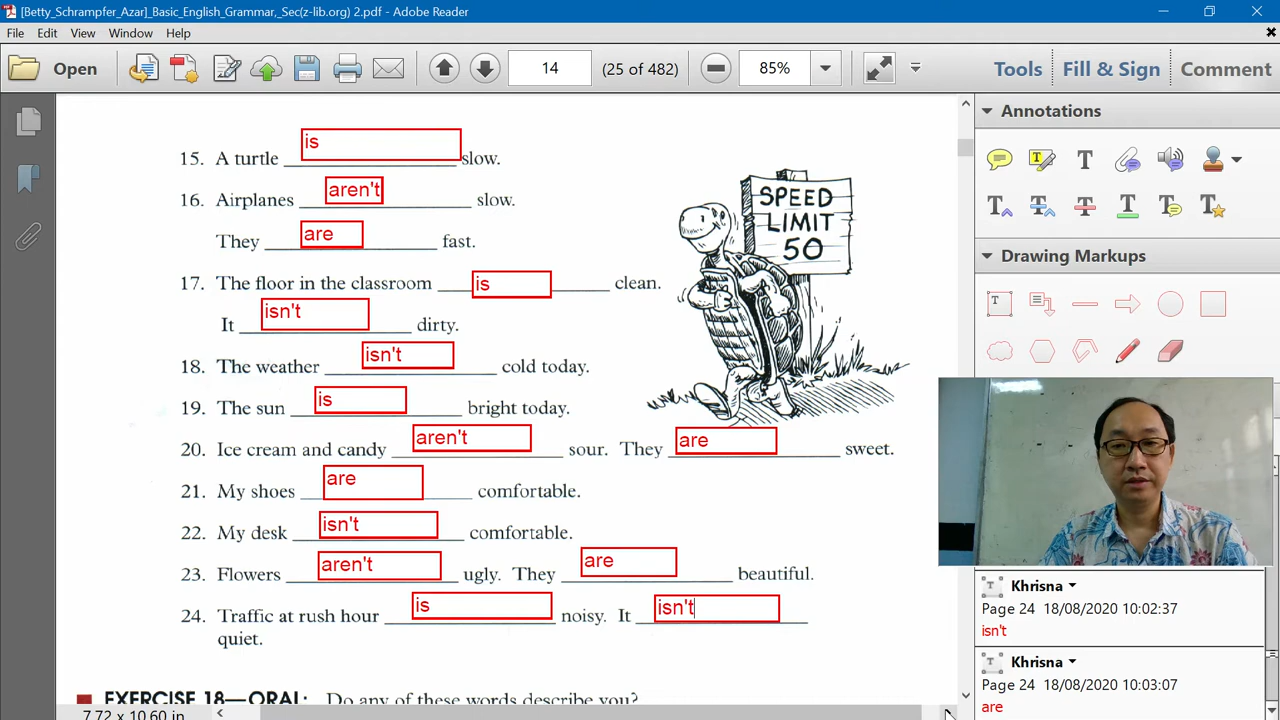 [Betty_Schrampfer_Azar]_Basic_English_Grammar,_Sec(z-lib.org) 2.pdf - Adobe Reader
File Edit View Window Help
Open 14 (25 of 482) 85% Tools Fill & Sign Comment
15. A turtle is slow.
16. Airplanes aren't slow.
They are fast.
17. The floor in the classroom is clean.
It isn't dirty.
18. The weather isn't cold today.
19. The sun is bright today.
20. Ice cream and candy aren't sour. They are sweet.
21. My shoes are comfortable.
22. My desk isn't comfortable.
23. Flowers aren't ugly. They are beautiful.
24. Traffic at rush hour is noisy. It isn't
quiet.
EXERCISE 18—ORAL: Do any of these words describe you?
7.72 x 10.60 in
SPEED
LIMIT
50
Annotations
Drawing Markups
Khrisna
Page 24 18/08/2020 10:02:37
isn't
Khrisna
Page 24 18/08/2020 10:03:07
are